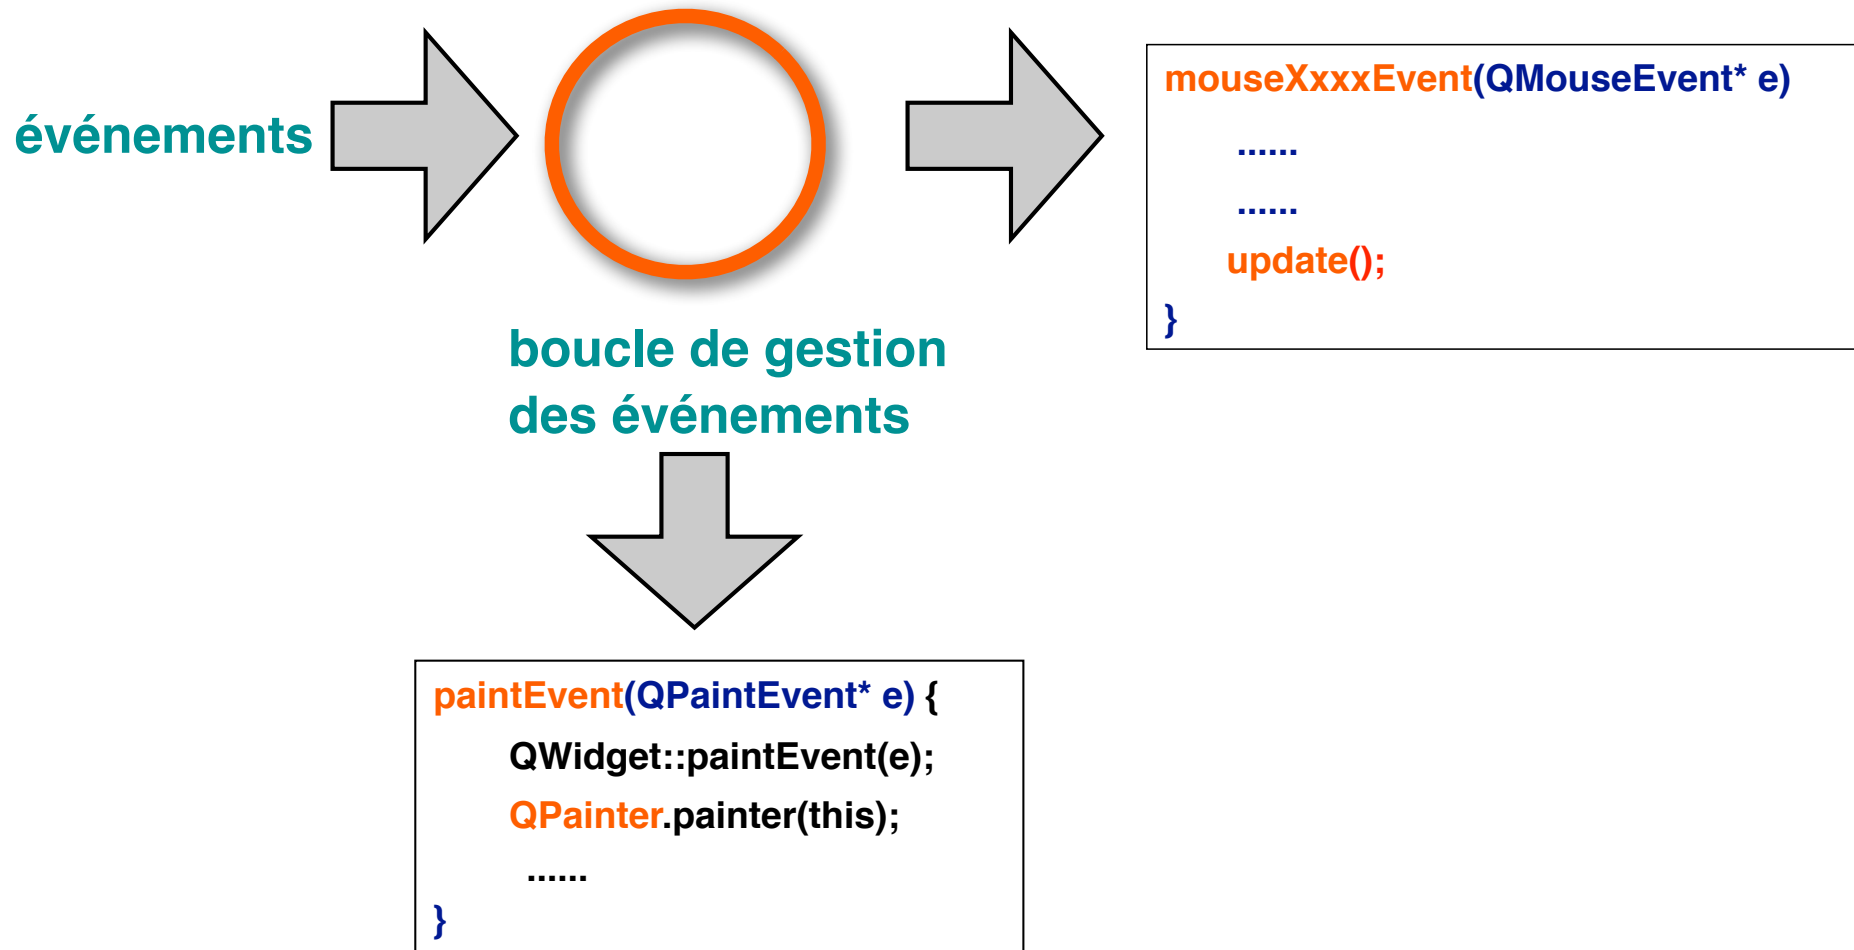 événements
mouseXxxxEvent(QMouseEvent* e)
......
......
update();
}
boucle de gestion
des événements
paintEvent(QPaintEvent* e) {
QWidget::paintEvent(e);
QPainter.painter(this);
......
}